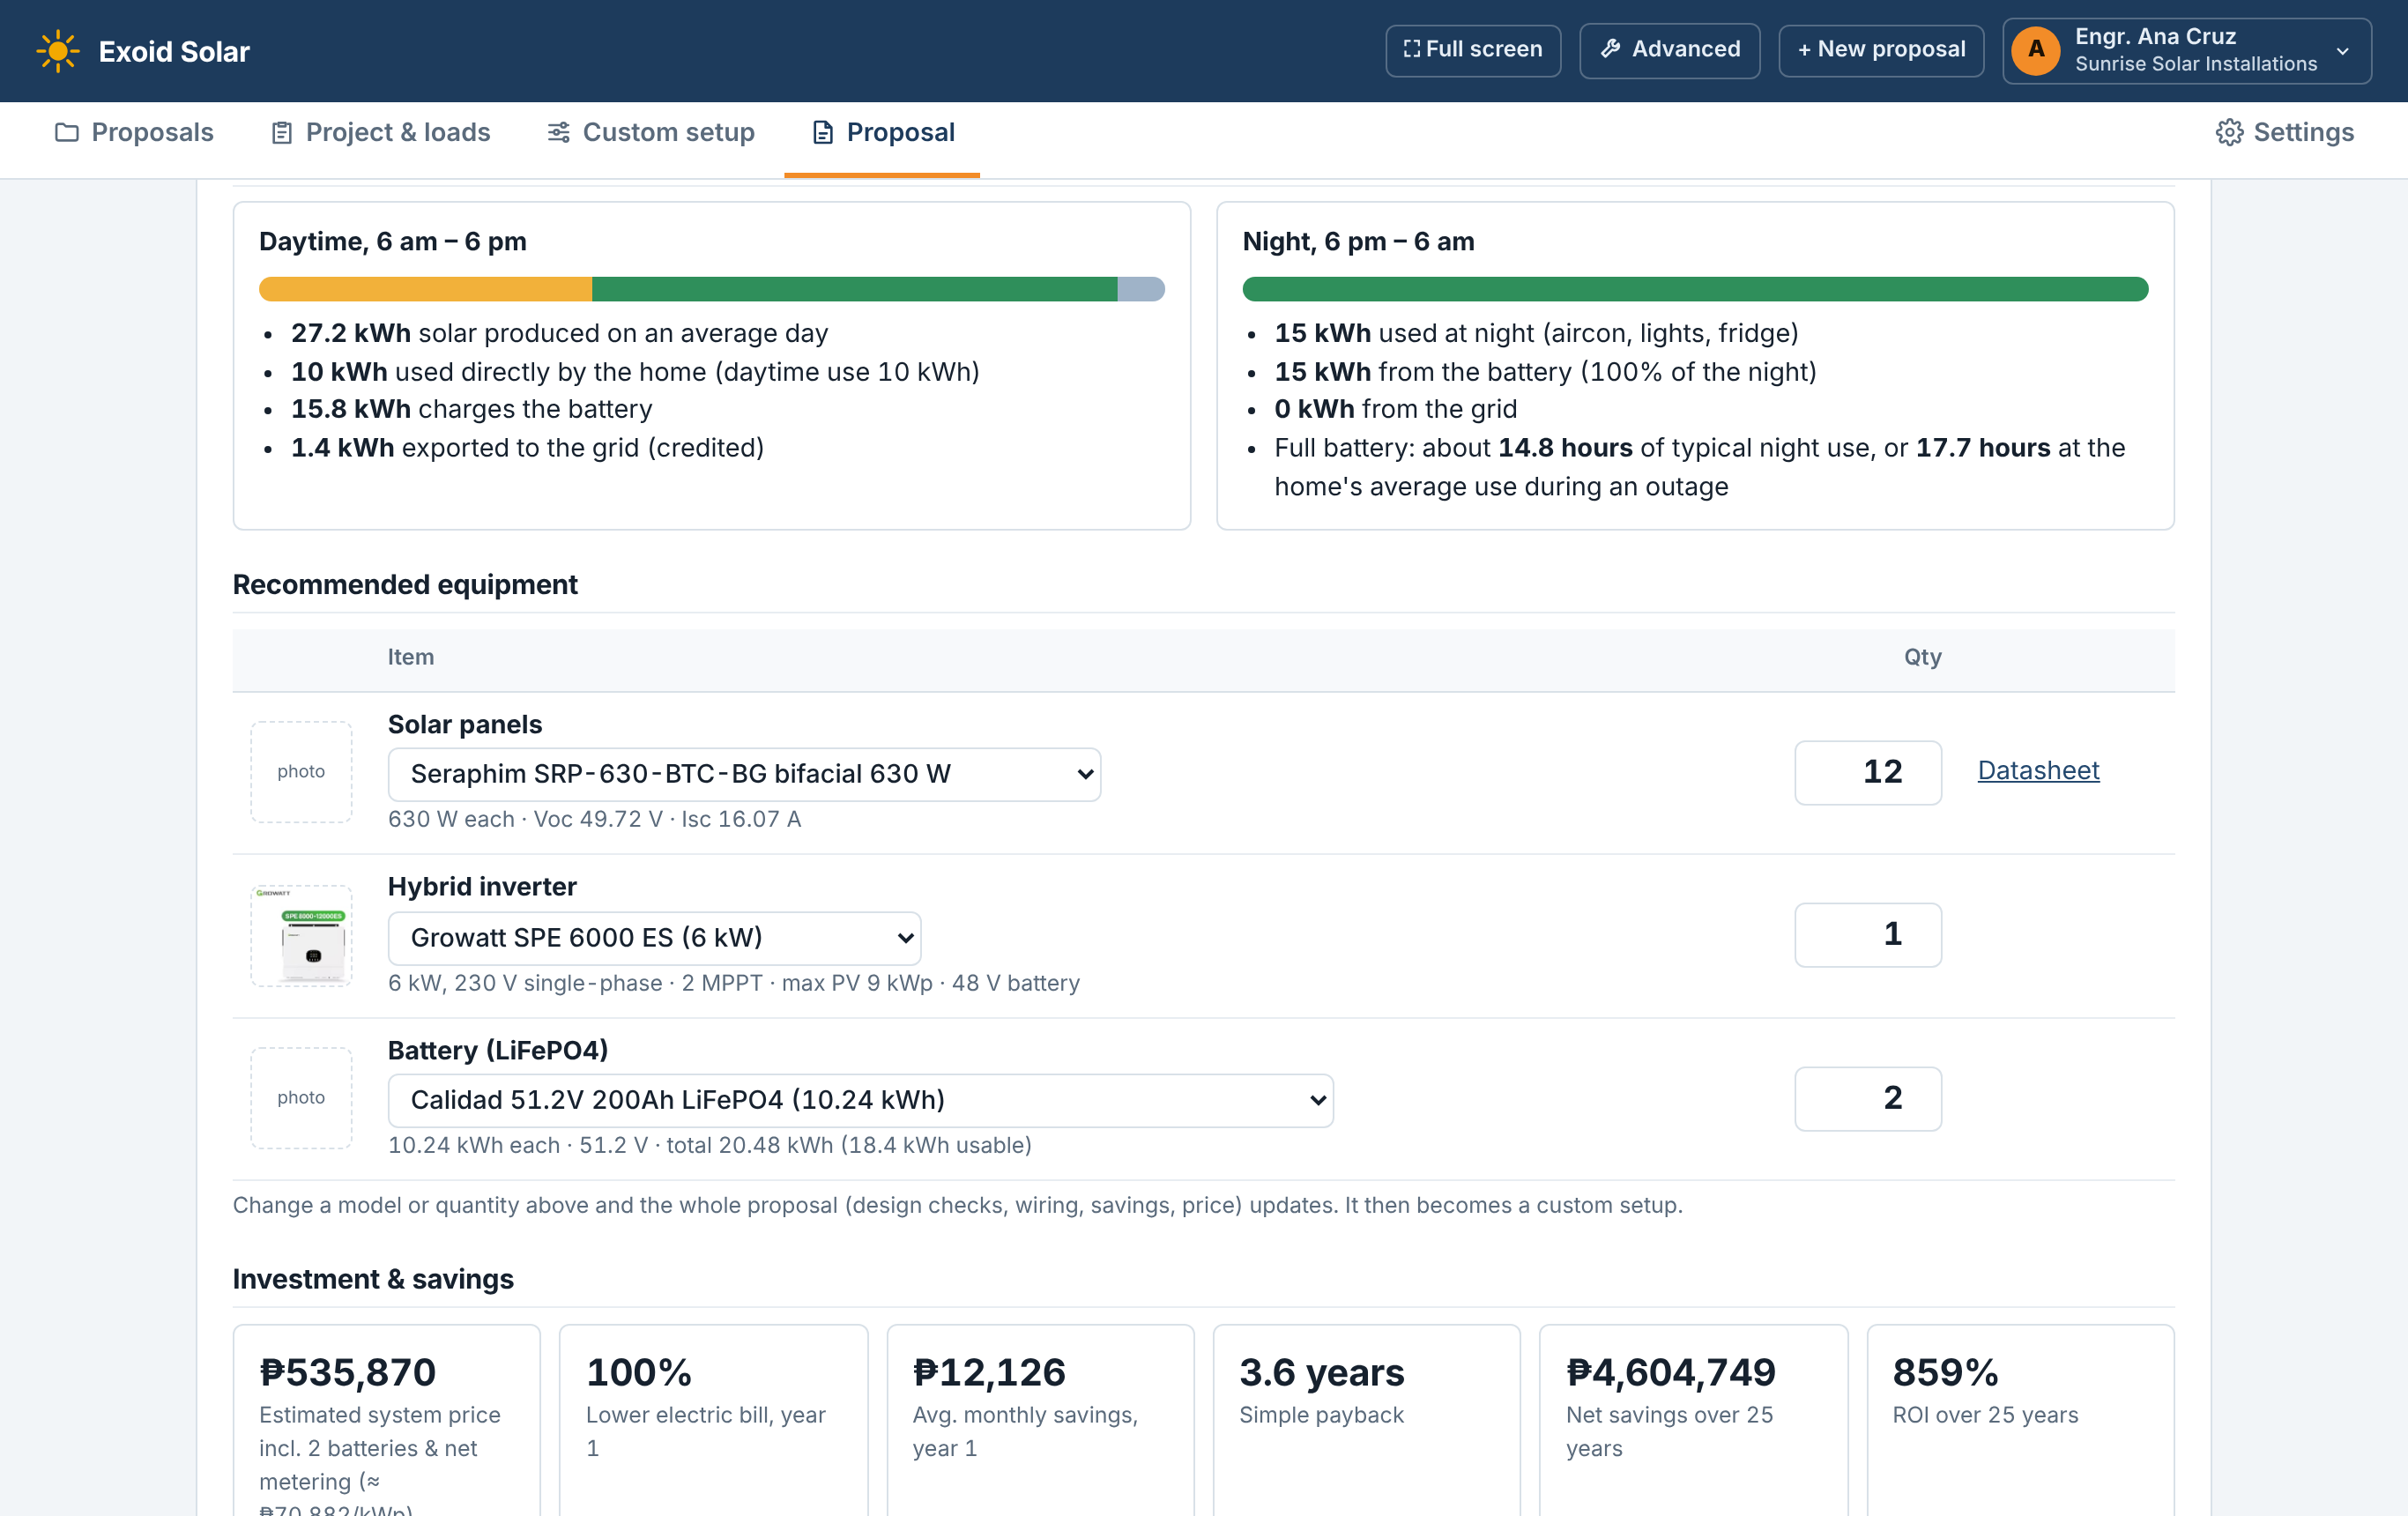 Exoid Solar
Full screen
Advanced
+ New proposal
A
Engr. Ana Cruz
Sunrise Solar Installations
Proposals
Project & loads
Custom setup
Proposal
Settings
Daytime, 6 am – 6 pm
• 27.2 kWh solar produced on an average day
• 10 kWh used directly by the home (daytime use 10 kWh)
• 15.8 kWh charges the battery
• 1.4 kWh exported to the grid (credited)
Night, 6 pm – 6 am
• 15 kWh used at night (aircon, lights, fridge)
• 15 kWh from the battery (100% of the night)
• 0 kWh from the grid
• Full battery: about 14.8 hours of typical night use, or 17.7 hours at the
home's average use during an outage
Recommended equipment
Item
Qty
photo
Solar panels
Seraphim SRP-630-BTC-BG bifacial 630 W
630 W each · Voc 49.72 V · Isc 16.07 A
12
Datasheet
GROWATT
SPE 8000-12000ES
Hybrid inverter
Growatt SPE 6000 ES (6 kW)
6 kW, 230 V single-phase · 2 MPPT · max PV 9 kWp · 48 V battery
1
photo
Battery (LiFePO4)
Calidad 51.2V 200Ah LiFePO4 (10.24 kWh)
10.24 kWh each · 51.2 V · total 20.48 kWh (18.4 kWh usable)
2
Change a model or quantity above and the whole proposal (design checks, wiring, savings, price) updates. It then becomes a custom setup.
Investment & savings
₱535,870
Estimated system price
incl. 2 batteries & net
metering (≈
₱70,882/kWp)
100%
Lower electric bill, year
1
₱12,126
Avg. monthly savings,
year 1
3.6 years
Simple payback
₱4,604,749
Net savings over 25
years
859%
ROI over 25 years